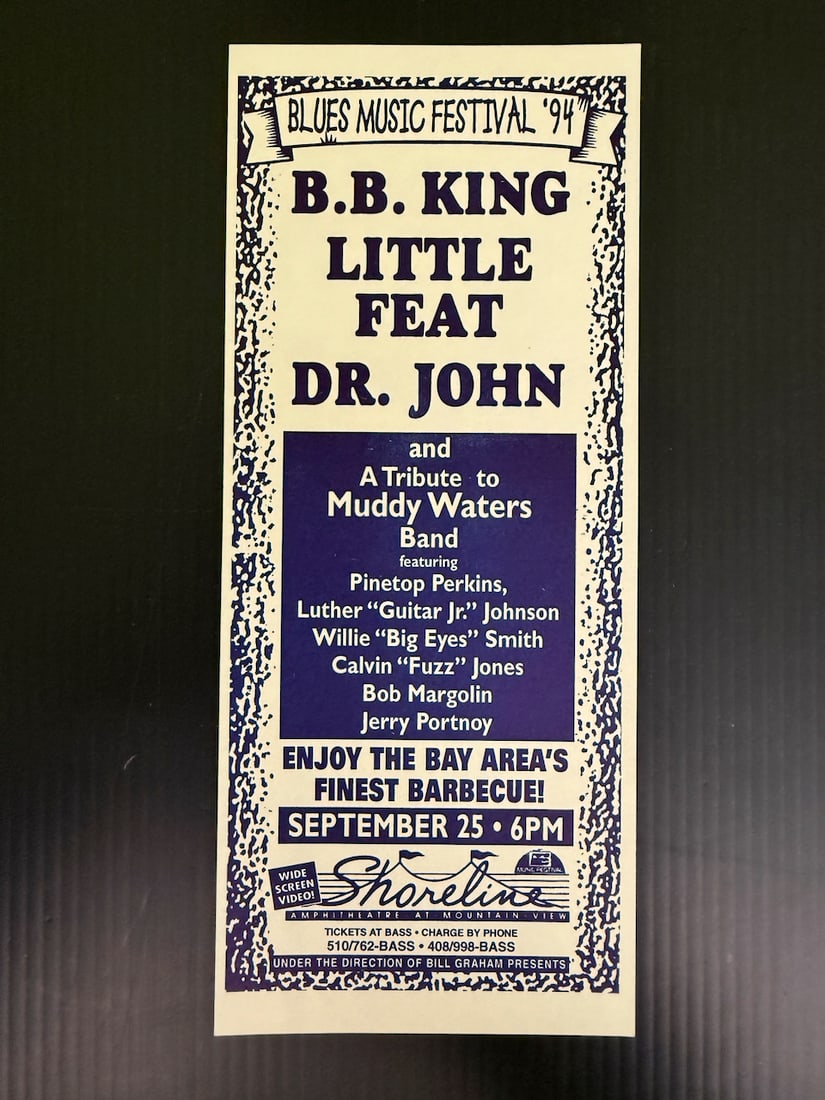 BLUES MUSIC FESTIVAL '94
B.B. KING
LITTLE
FEAT
DR. JOHN
and
A Tribute to
Muddy Waters
Band
featuring
Pinetop Perkins,
Luther “Guitar Jr.” Johnson
Willie “Big Eyes” Smith
Calvin “Fuzz” Jones
Bob Margolin
Jerry Portnoy
ENJOY THE BAY AREA'S
FINEST BARBECUE!
SEPTEMBER 25 • 6PM
WIDE
SCREEN
VIDEO!
Shoreline
MUSIC FESTIVAL
AMPHITHEATRE AT MOUNTAIN VIEW
TICKETS AT BASS • CHARGE BY PHONE
510/762-BASS • 408/998-BASS
UNDER THE DIRECTION OF BILL GRAHAM PRESENTS